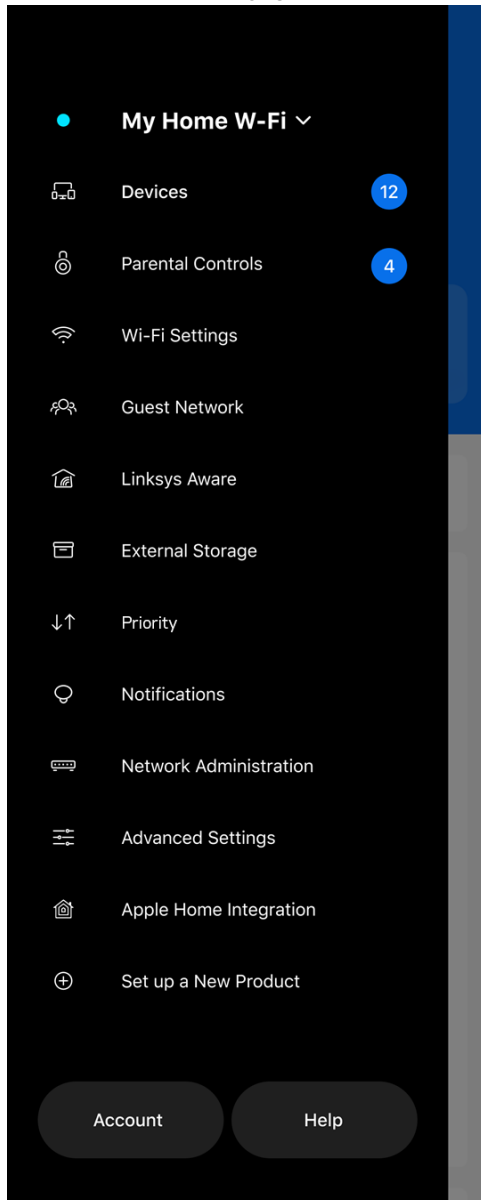 My Home W-Fi
Devices 12
Parental Controls 4
Wi-Fi Settings
Guest Network
Linksys Aware
External Storage
Priority
Notifications
Network Administration
Advanced Settings
Apple Home Integration
Set up a New Product
Account Help